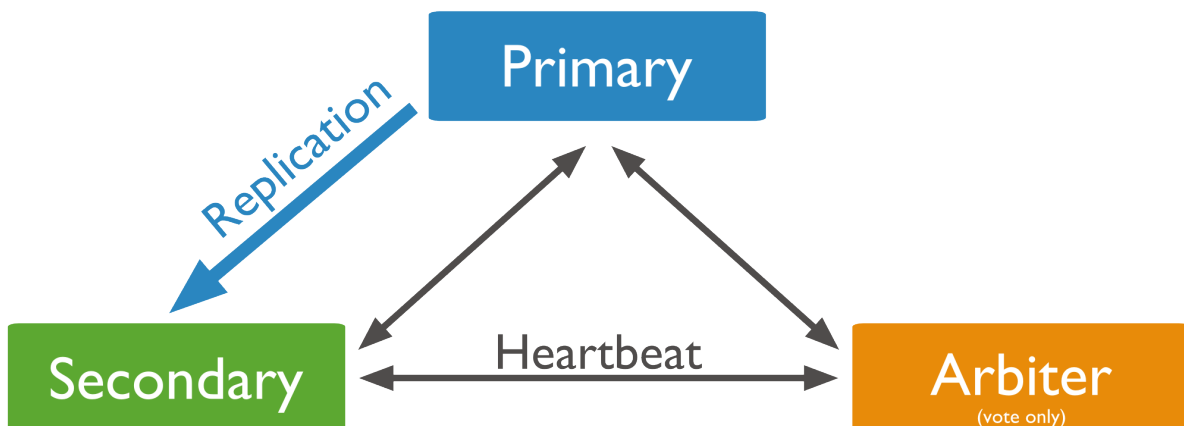 Primary
Replication
Heartbeat
Secondary
Arbiter
(vote only)